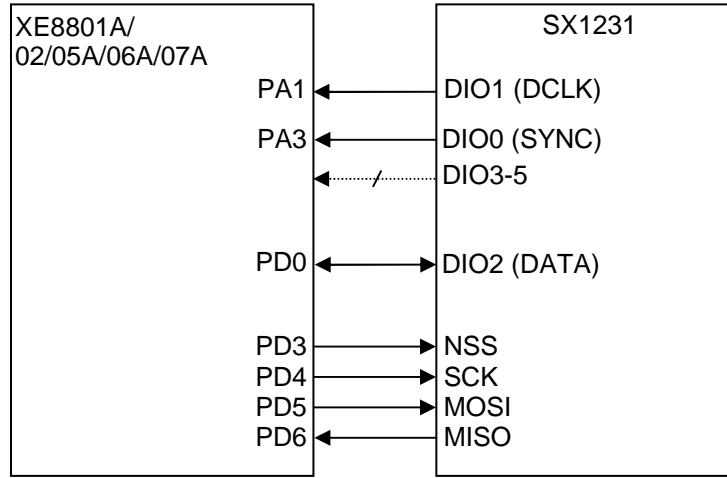 XE8801A/
02/05A/06A/07A
SX1231
PA1 DIO1 (DCLK)
PA3 DIO0 (SYNC)
DIO3-5
PD0 DIO2 (DATA)
PD3 NSS
PD4 SCK
PD5 MOSI
PD6 MISO